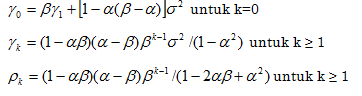 γ₀ = βγ₁ + [1 − α(β − α)]σ² untuk k=0
γₖ = (1 − αβ)(α − β)βᵏ⁻¹σ² /(1 − α²) untuk k ≥ 1
ρₖ = (1 − αβ)(α − β)βᵏ⁻¹ /(1 − 2αβ + α²) untuk k ≥ 1